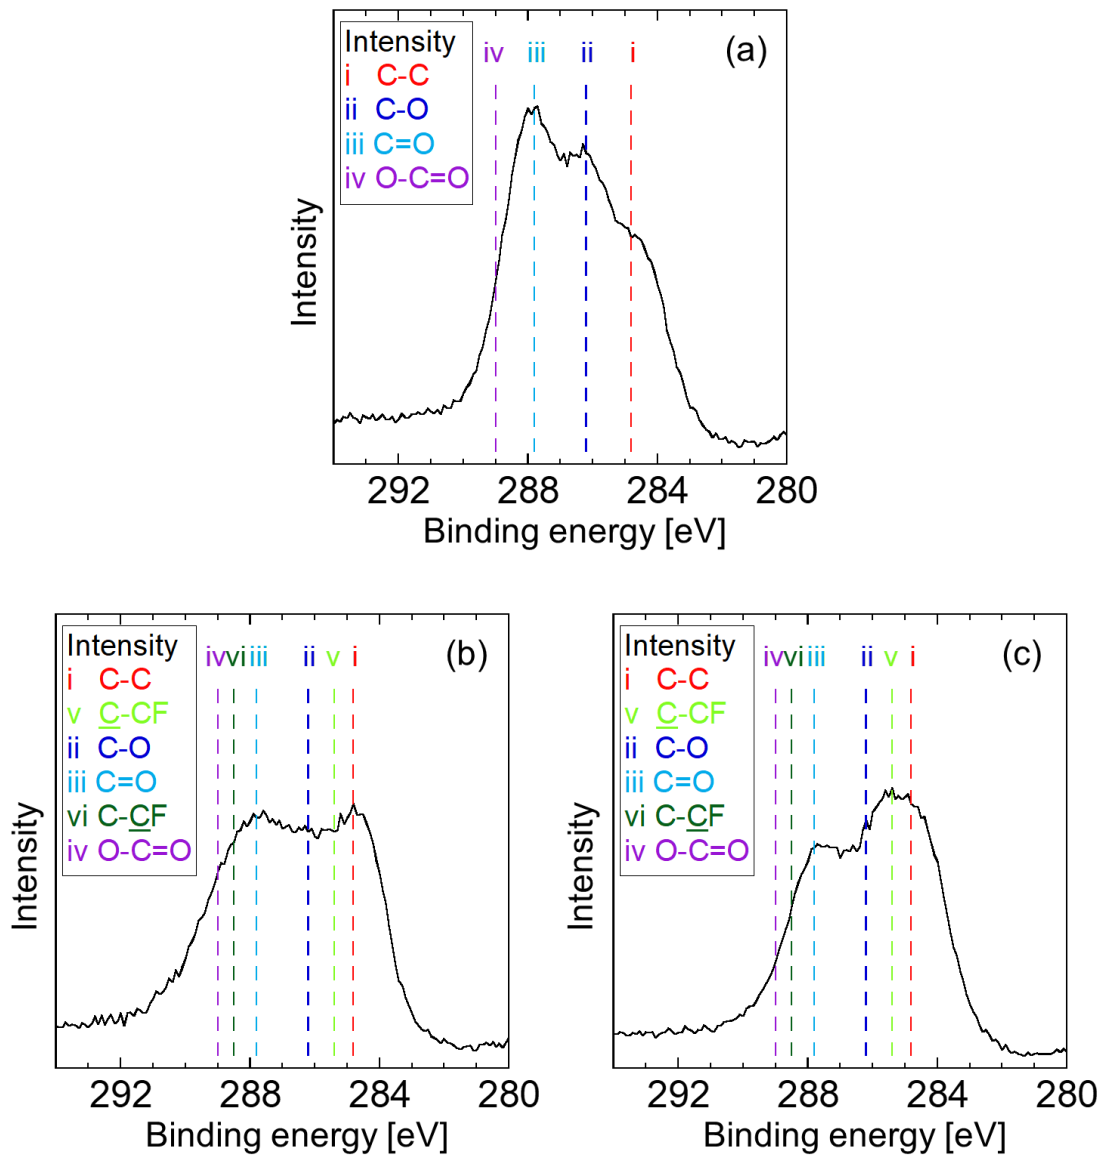 Intensity
i C-C
ii C-O
iii C=O
iv O-C=O
iv iii ii i
(a)
Intensity
292 288 284 280
Binding energy [eV]
Intensity
i C-C
v C-CF
ii C-O
iii C=O
vi C-CF
iv O-C=O
iv vi iii ii v i
(b)
Intensity
292 288 284 280
Binding energy [eV]
Intensity
i C-C
v C-CF
ii C-O
iii C=O
vi C-CF
iv O-C=O
iv vi iii ii v i
(c)
Intensity
292 288 284 280
Binding energy [eV]